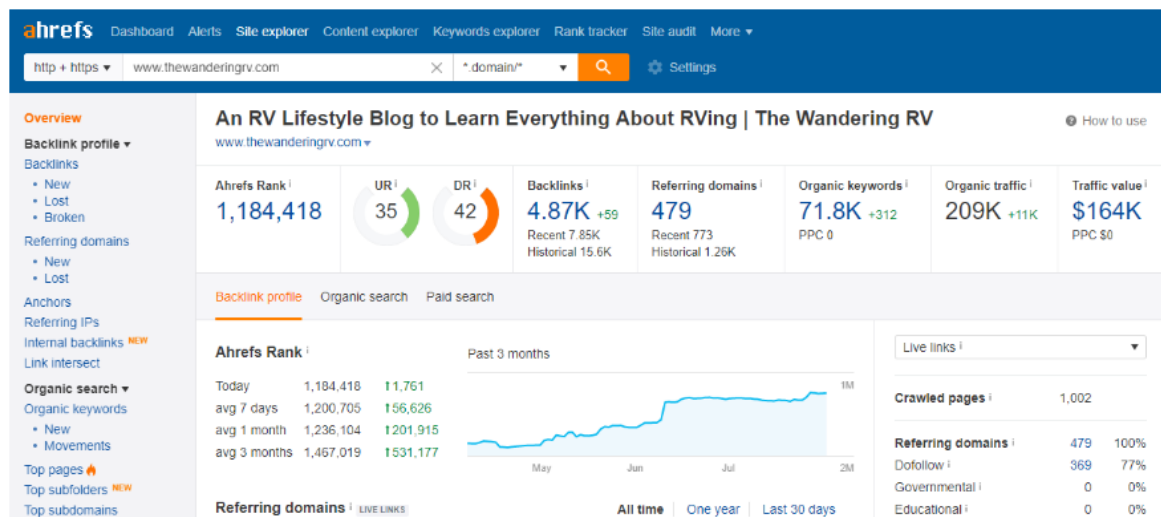 ahrefs Dashboard Alerts Site explorer Content explorer Keywords explorer Rank tracker Site audit More ▾
http + https ▾ www.thewanderingrv.com × *.domain/* ▾ Settings
Overview
Backlink profile ▾
Backlinks
• New
• Lost
• Broken
Referring domains
• New
• Lost
Anchors
Referring IPs
Internal backlinks NEW
Link intersect
Organic search ▾
Organic keywords
• New
• Movements
Top pages
Top subfolders NEW
Top subdomains
An RV Lifestyle Blog to Learn Everything About RVing | The Wandering RV
How to use
www.thewanderingrv.com ▾
Ahrefs Rank i
1,184,418
UR i
35
DR i
42
Backlinks i
4.87K +59
Recent 7.85K
Historical 15.6K
Referring domains i
479
Recent 773
Historical 1.26K
Organic keywords i
71.8K +312
PPC 0
Organic traffic i
209K +11K
Traffic value i
$164K
PPC $0
Backlink profile Organic search Paid search
Ahrefs Rank i
Today 1,184,418 ↑1,761
avg 7 days 1,200,705 ↑56,626
avg 1 month 1,236,104 ↑201,915
avg 3 months 1,467,019 ↑531,177
Past 3 months
1M
May Jun Jul 2M
Referring domains i LIVE LINKS
All time One year Last 30 days
Live links i ▾
Crawled pages i 1,002
Referring domains i 479 100%
Dofollow i 369 77%
Governmental i 0 0%
Educational i 0 0%